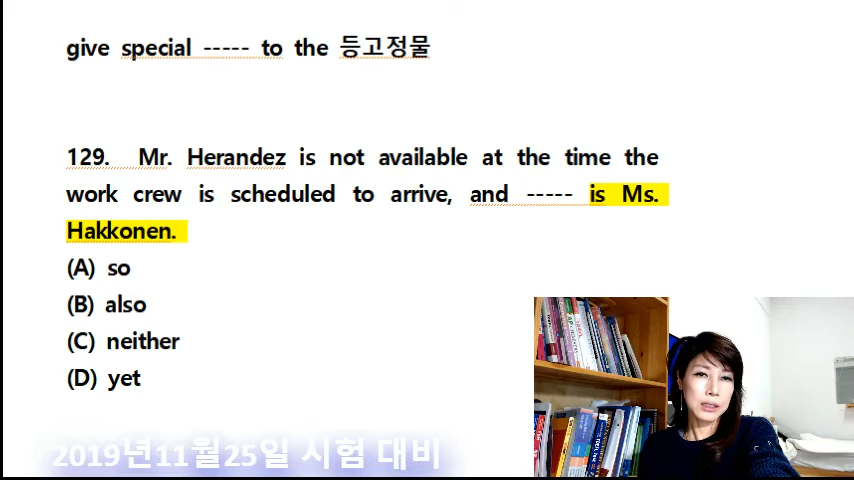 give special ----- to the 등고정물
129. Mr. Herandez is not available at the time the
work crew is scheduled to arrive, and ----- is Ms.
Hakkonen.
(A) so
(B) also
(C) neither
(D) yet
2019년11월25일 시험 대비